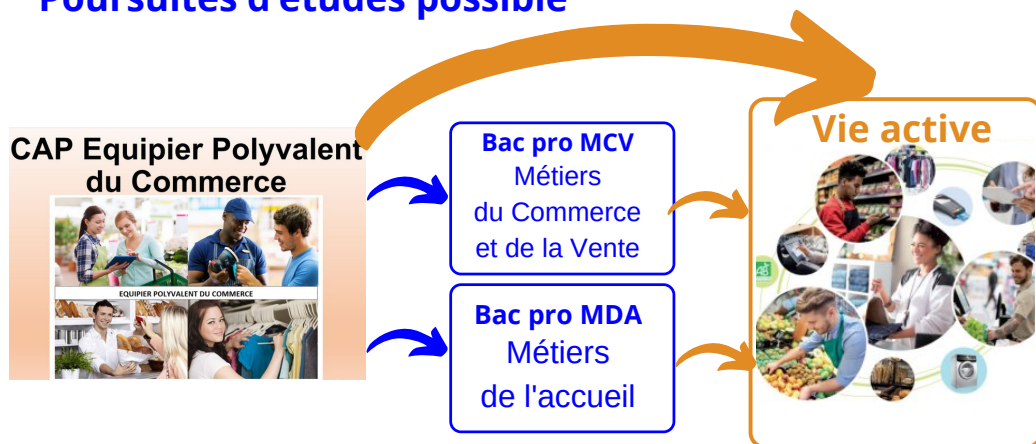 Poursuites d'études possible
CAP Equipier Polyvalent
du Commerce
EQUIPIER POLYVALENT DU COMMERCE
Bac pro MCV
Métiers
du Commerce
et de la Vente
Bac pro MDA
Métiers
de l'accueil
Vie active
AB